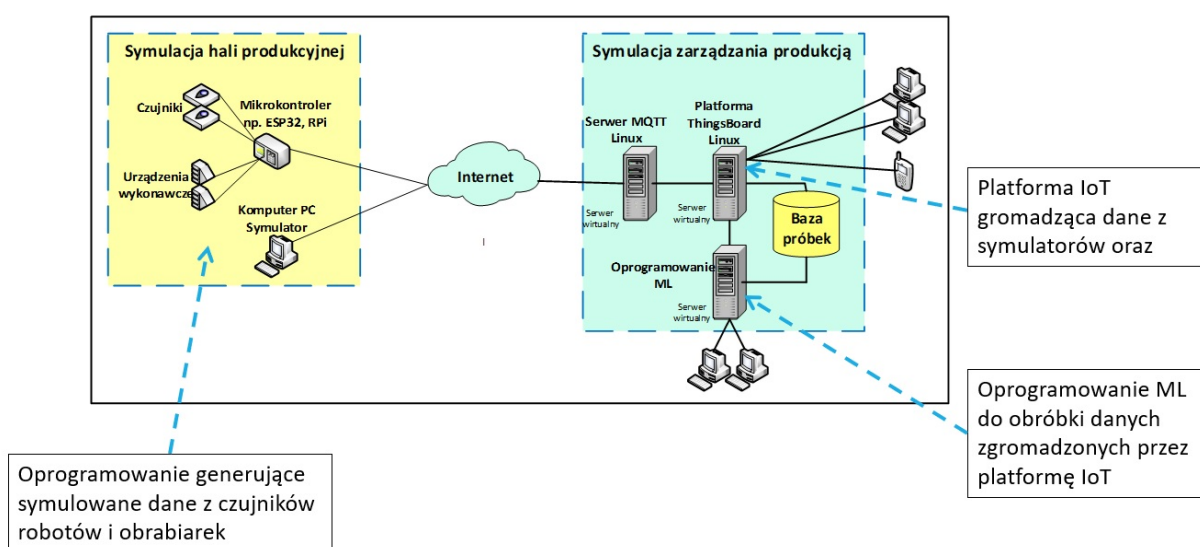 Symulacja hali produkcyjnej
Czujniki
Mikrokontroler
np. ESP32, RPi
Urządzenia
wykonawcze
Komputer PC
Symulator
Internet
Symulacja zarządzania produkcją
Serwer MQTT
Linux
Serwer
wirtualny
Platforma
ThingsBoard
Linux
Serwer
wirtualny
Baza
próbek
Oprogramowanie
ML
Serwer
wirtualny
Platforma IoT
gromadząca dane z
symulatorów oraz
Oprogramowanie ML
do obróbki danych
zgromadzonych przez
platformę IoT
Oprogramowanie generujące
symulowane dane z czujników
robotów i obrabiarek